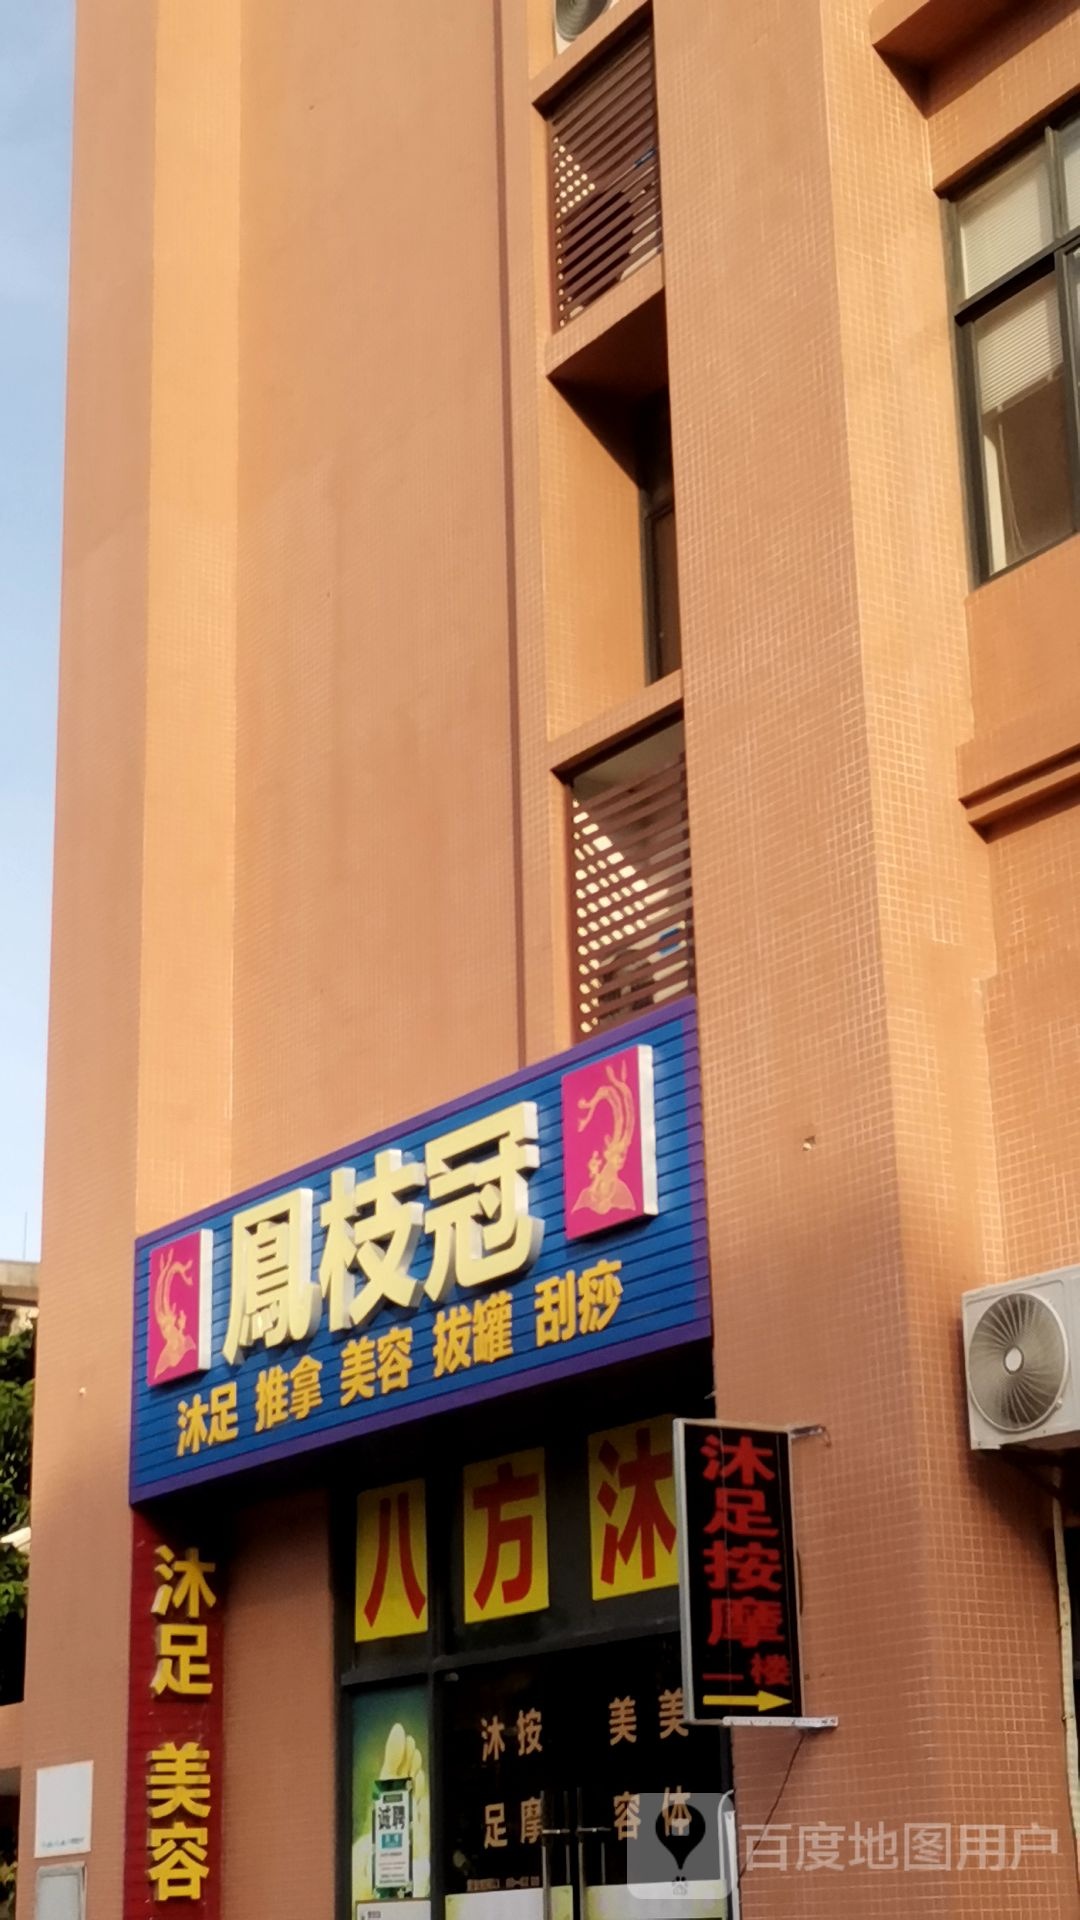 鳯枝冠
沐足 推拿 美容 拔罐 刮痧
八方沐
沐足按摩
一楼
沐足 美容
沐足
按摩
美容
美体
诚聘
百度地图用户